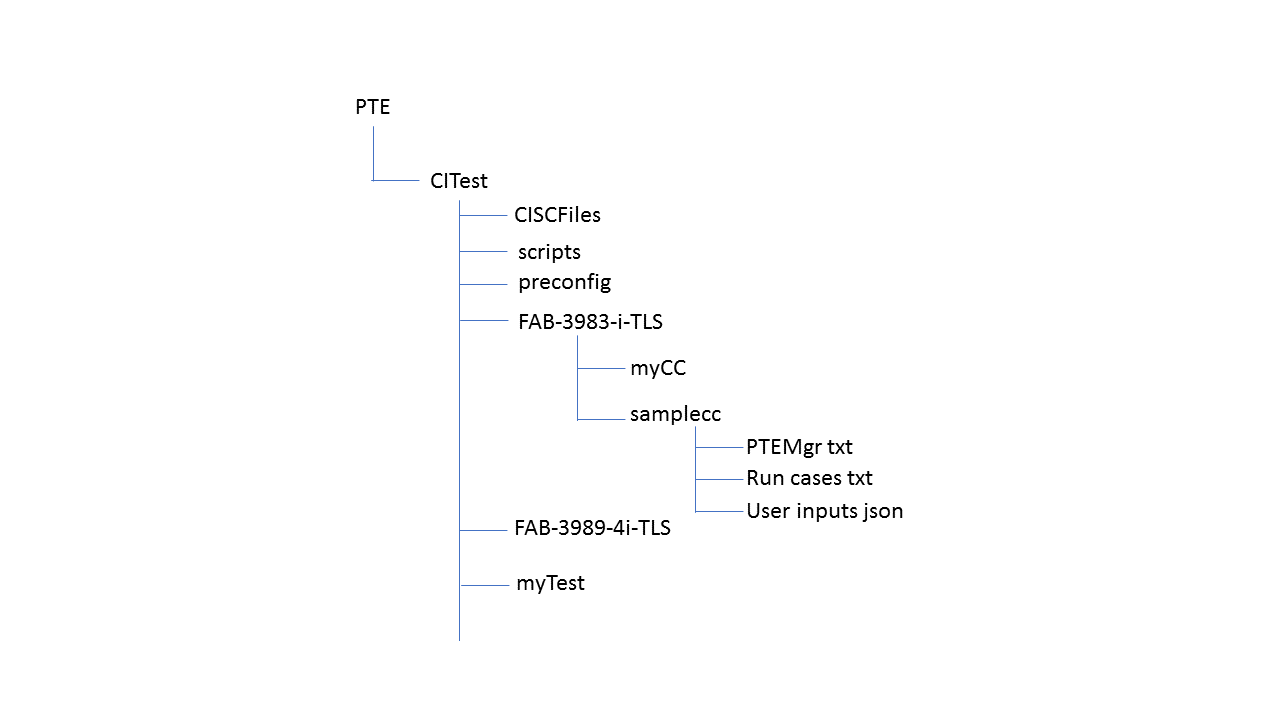 PTE
CITest
CISCFiles
scripts
preconfig
FAB-3983-i-TLS
myCC
samplecc
PTEMgr txt
Run cases txt
User inputs json
FAB-3989-4i-TLS
myTest